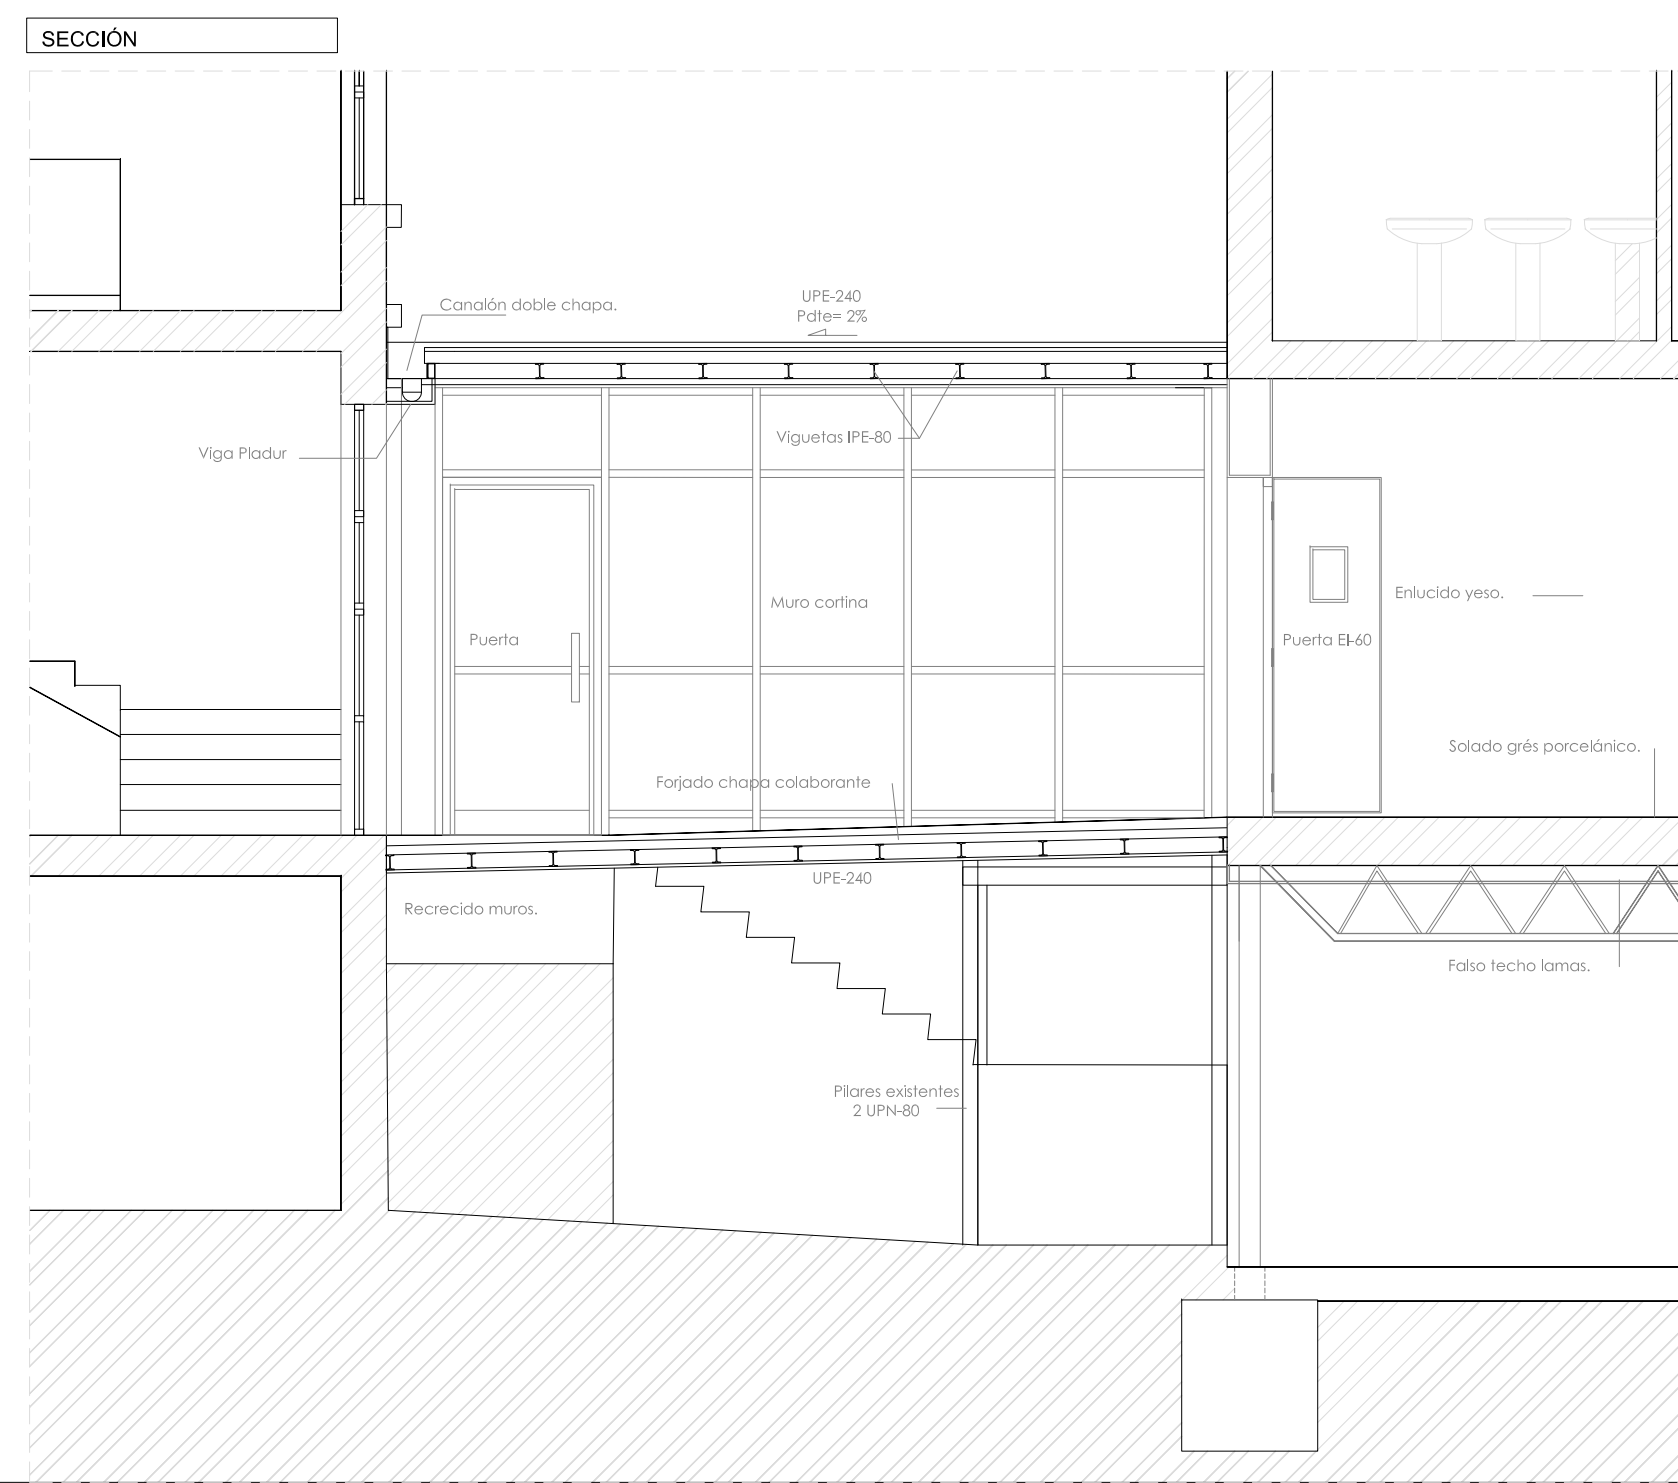 SECCIÓN
Canalón doble chapa.
UPE-240
Pdte= 2%
Viga Pladur
Viguetas IPE-80
Muro cortina
Enlucido yeso.
Puerta
Puerta EI-60
Solado grés porcelánico.
Forjado chapa colaborante
UPE-240
Recrecido muros.
Falso techo lamas.
Pilares existentes
2 UPN-80